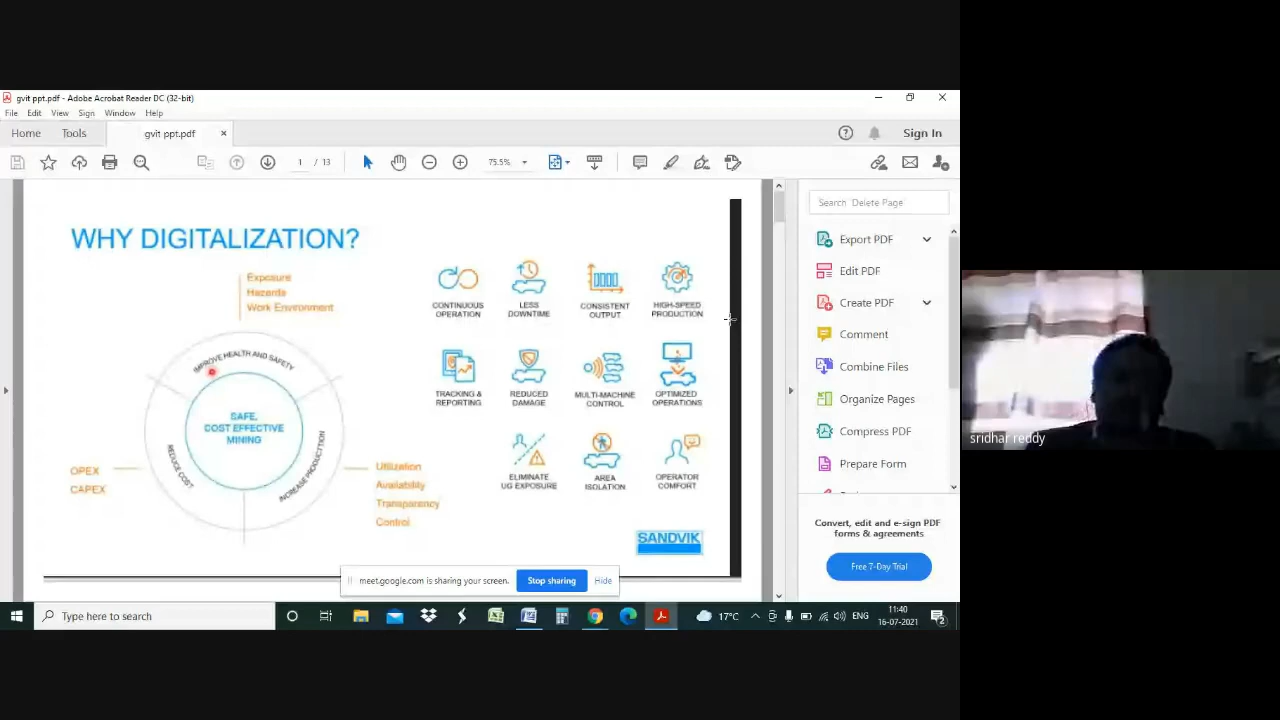 gvit ppt.pdf - Adobe Acrobat Reader DC (32-bit)
File Edit View Sign Window Help
Home Tools gvit ppt.pdf × Sign In
1 / 13 75.5%
WHY DIGITALIZATION?
Exposure
Hazards
Work Environment
IMPROVE HEALTH AND SAFETY
SAFE,
COST EFFECTIVE
MINING
REDUCE COST
INCREASE PRODUCTION
OPEX
CAPEX
Utilization
Availability
Transparency
Control
CONTINUOUS
OPERATION
LESS
DOWNTIME
CONSISTENT
OUTPUT
HIGH-SPEED
PRODUCTION
TRACKING &
REPORTING
REDUCED
DAMAGE
MULTI-MACHINE
CONTROL
OPTIMIZED
OPERATIONS
ELIMINATE
UG EXPOSURE
AREA
ISOLATION
OPERATOR
COMFORT
SANDVIK
Search 'Delete Page'
Export PDF
Edit PDF
Create PDF
Comment
Combine Files
Organize Pages
Compress PDF
Prepare Form
Convert, edit and e-sign PDF
forms & agreements
Free 7-Day Trial
meet.google.com is sharing your screen. Stop sharing Hide
Type here to search
17°C ENG 11:40
16-07-2021
2
sridhar reddy